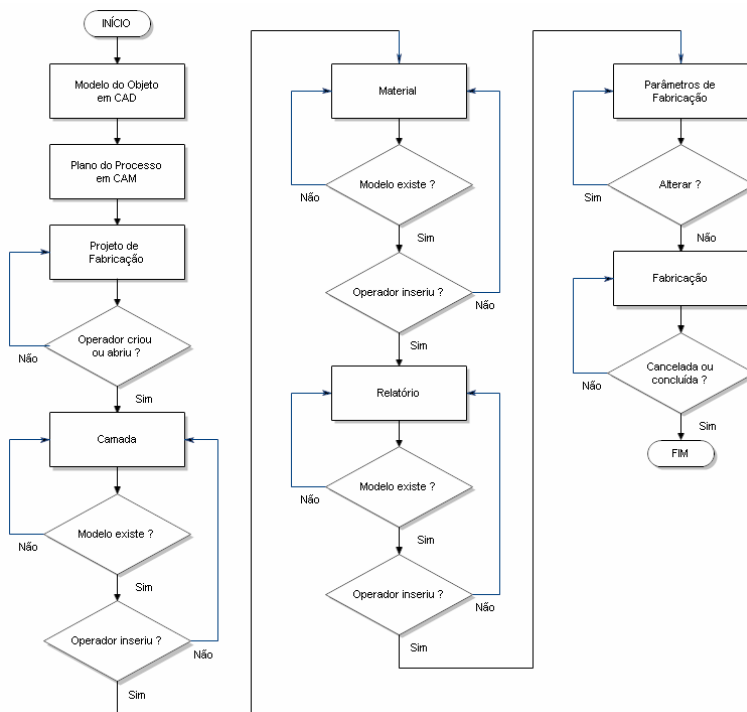 INÍCIO
Modelo do Objeto
em CAD
Plano do Processo
em CAM
Projeto de
Fabricação
Operador criou
ou abriu ?
Não
Sim
Camada
Modelo existe ?
Não
Sim
Operador inseriu ?
Não
Sim
Material
Modelo existe ?
Não
Sim
Operador inseriu ?
Não
Sim
Relatório
Modelo existe ?
Não
Sim
Operador inseriu ?
Não
Sim
Parâmetros de
Fabricação
Alterar ?
Sim
Não
Fabricação
Cancelada ou
concluída ?
Não
Sim
FIM